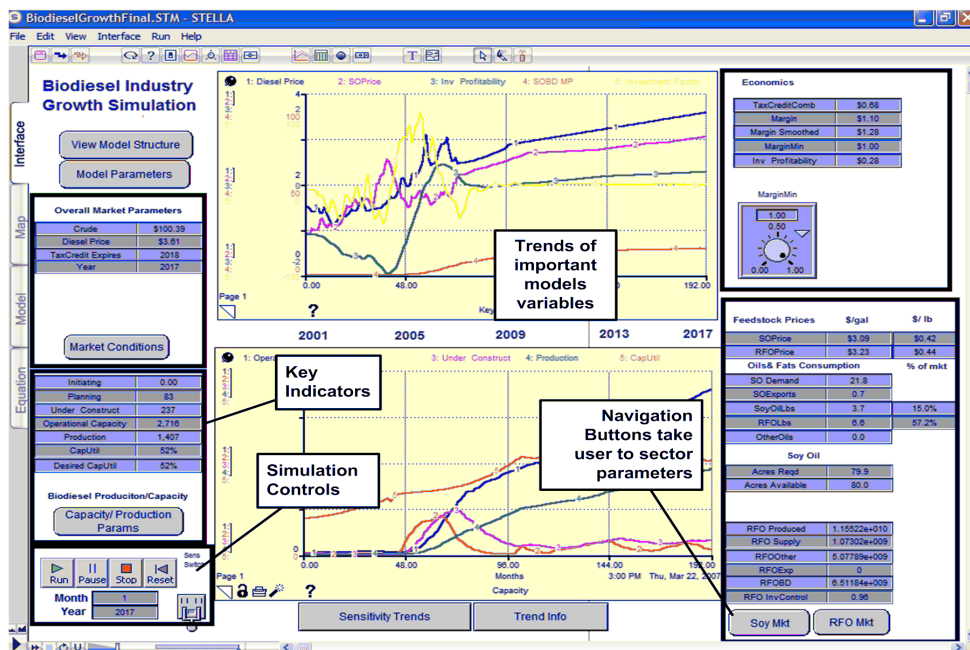 BiodieselGrowthFinal.STM - STELLA
File Edit View Interface Run Help
Interface
Map
Model
Equation
Biodiesel Industry
Growth Simulation
View Model Structure
Model Parameters
Overall Market Parameters
Crude $100.39
Diesel Price $3.61
TaxCredit Expires 2018
Year 2017
Market Conditions
Initiating 0.00
Planning 83
Under Construct 237
Operational Capacity 2,716
Production 1,407
CapUtil 52%
Desired CapUtil 52%
Biodiesel Produciton/Capacity
Capacity/ Production
Params
Run Pause Stop Reset
Sens
Switch
Month 1
Year 2017
1: Diesel Price 2: SOPrice 3: Inv Profitability 4: SOBD MP 5: Investment Factor
0.00 48.00 192.00
Page 1
?
Trends of
important
models
variables
2001 2005 2009 2013 2017
3: Under Construct 4: Production 5: CapUtil
Key
Indicators
Simulation
Controls
Navigation
Buttons take
user to sector
parameters
0.00 48.00 96.00 144.00 192.00
Page 1 Months 3:00 PM Thu, Mar 22, 2007
?
Capacity
Sensitivity Trends
Trend Info
Economics
TaxCreditComb $0.68
Margin $1.10
Margin Smoothed $1.28
MarginMin $1.00
Inv Profitability $0.28
MarginMin
1.00
0.50
0.00 1.00
Feedstock Prices $/gal $/ lb
SOPrice $3.09 $0.42
RFOPrice $3.23 $0.44
Oils& Fats Consumption % of mkt
SO Demand 21.8
SOExports 0.7
SoyOilLbs 3.7 15.0%
RFOLbs 6.6 57.2%
OtherOils 0.0
Soy Oil
Acres Reqd 79.9
Acres Available 80.0
RFO Produced 1.15522e+010
RFO Supply 1.07302e+009
RFOOther 5.07789e+009
RFOExp 0
RFOBD 6.51184e+009
RFO InvControl 0.96
Soy Mkt
RFO Mkt